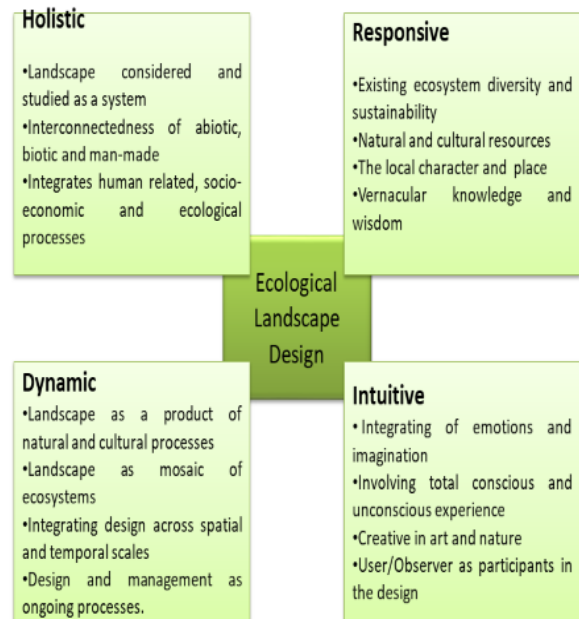 Holistic
•Landscape considered and
studied as a system
•Interconnectedness of abiotic,
biotic and man-made
•Integrates human related, socio-
economic and ecological
processes
Responsive
•Existing ecosystem diversity and
sustainability
•Natural and cultural resources
•The local character and place
•Vernacular knowledge and
wisdom
Ecological
Landscape
Design
Dynamic
•Landscape as a product of
natural and cultural processes
•Landscape as mosaic of
ecosystems
•Integrating design across spatial
and temporal scales
•Design and management as
ongoing processes.
Intuitive
• Integrating of emotions and
imagination
•Involving total conscious and
unconscious experience
•Creative in art and nature
•User/Observer as participants in
the design